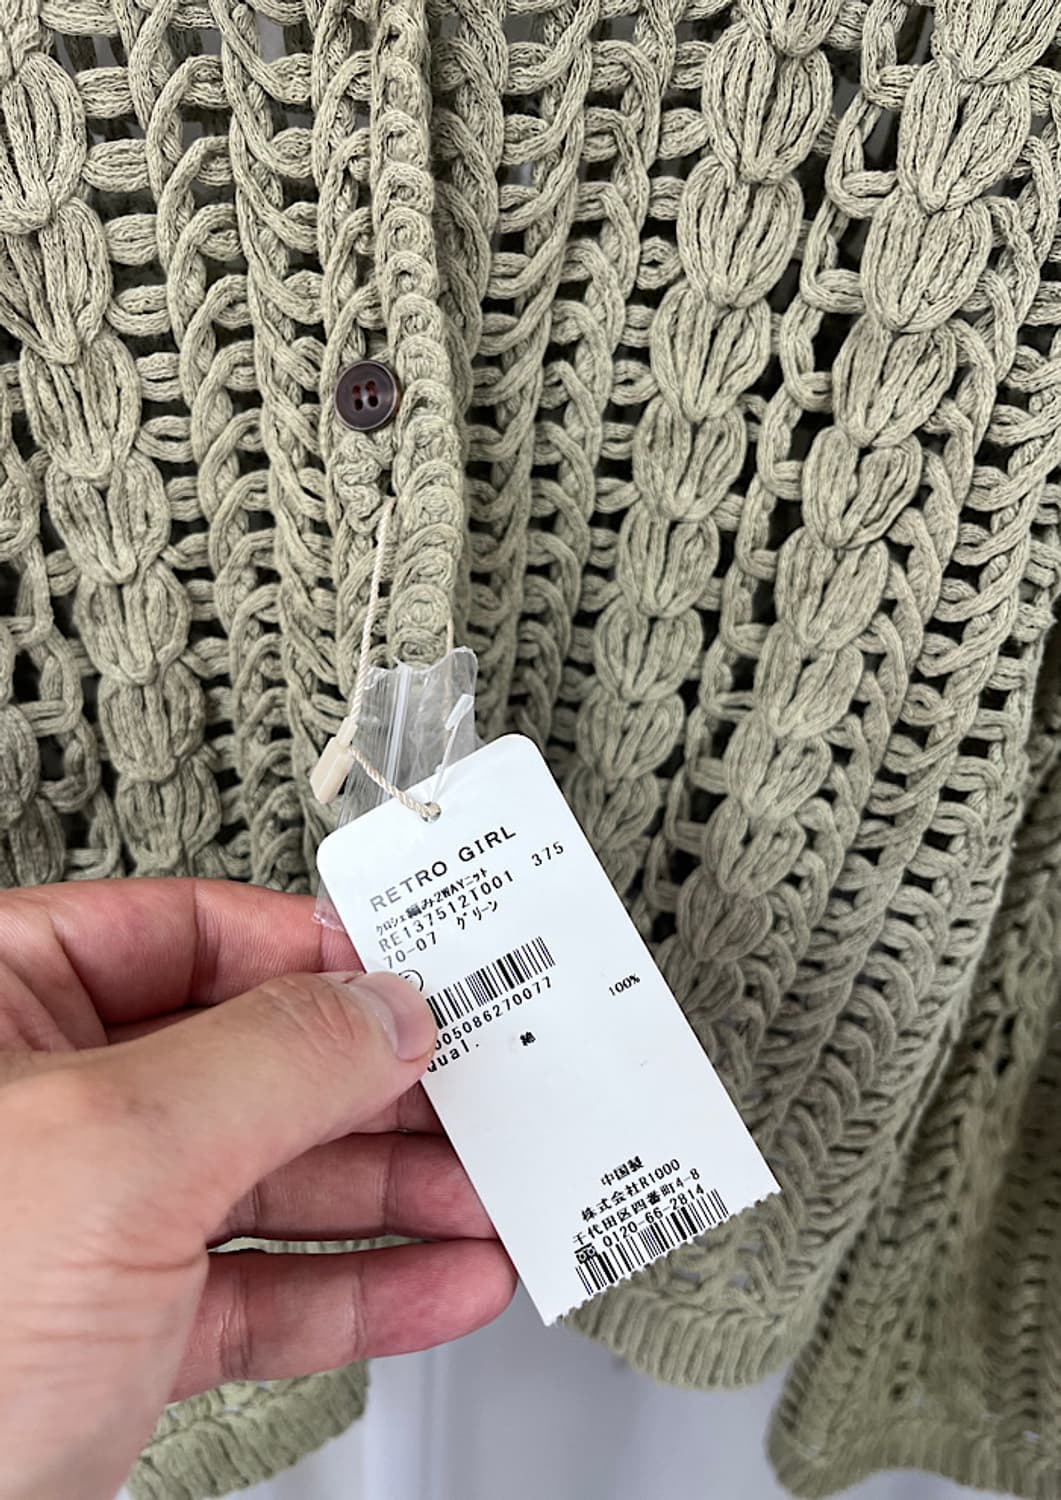 RETRO GIRL
375
クロシェ編み2WAYニット
RE137512T001
70-07 グリーン
005086270077
Qual. 綿 100%
中国製
株式会社R1000
千代田区四番町4-8
0120-66-2814